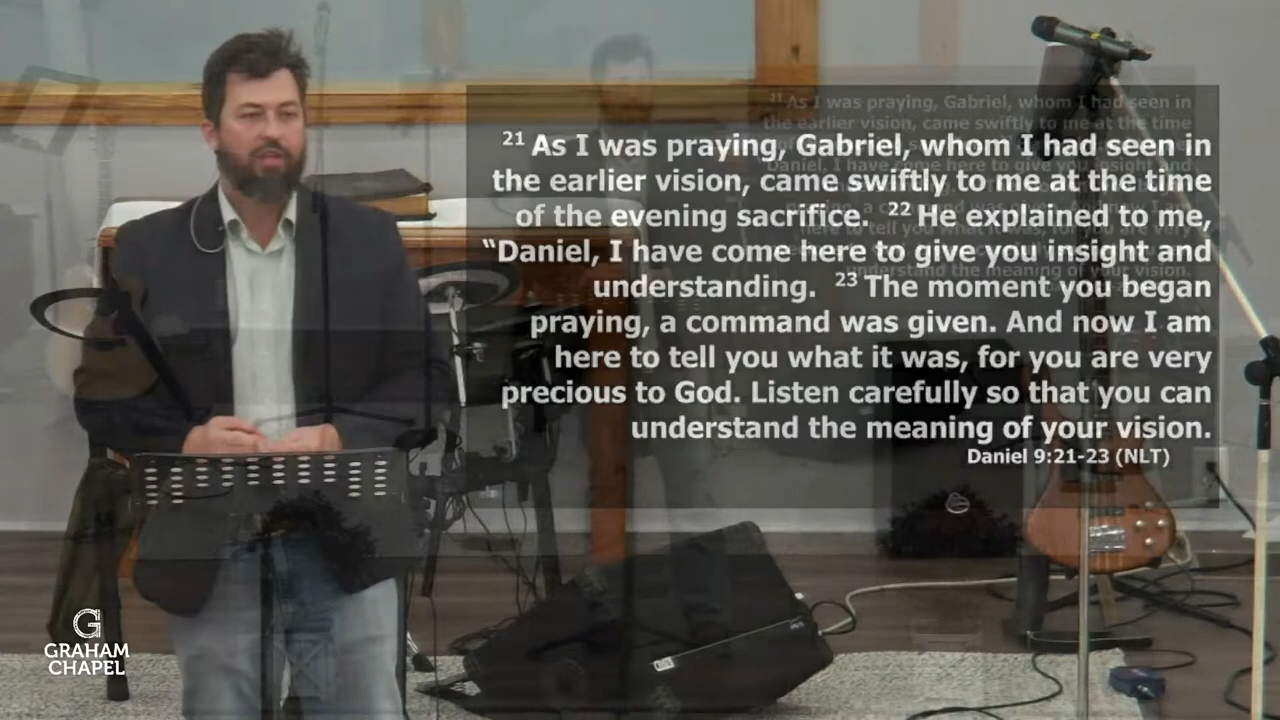 21 As I was praying, Gabriel, whom I had seen in
the earlier vision, came swiftly to me at the time
of the evening sacrifice. 22 He explained to me,
“Daniel, I have come here to give you insight and
understanding. 23 The moment you began
praying, a command was given. And now I am
here to tell you what it was, for you are very
precious to God. Listen carefully so that you can
understand the meaning of your vision.
Daniel 9:21-23 (NLT)
G
GRAHAM
CHAPEL